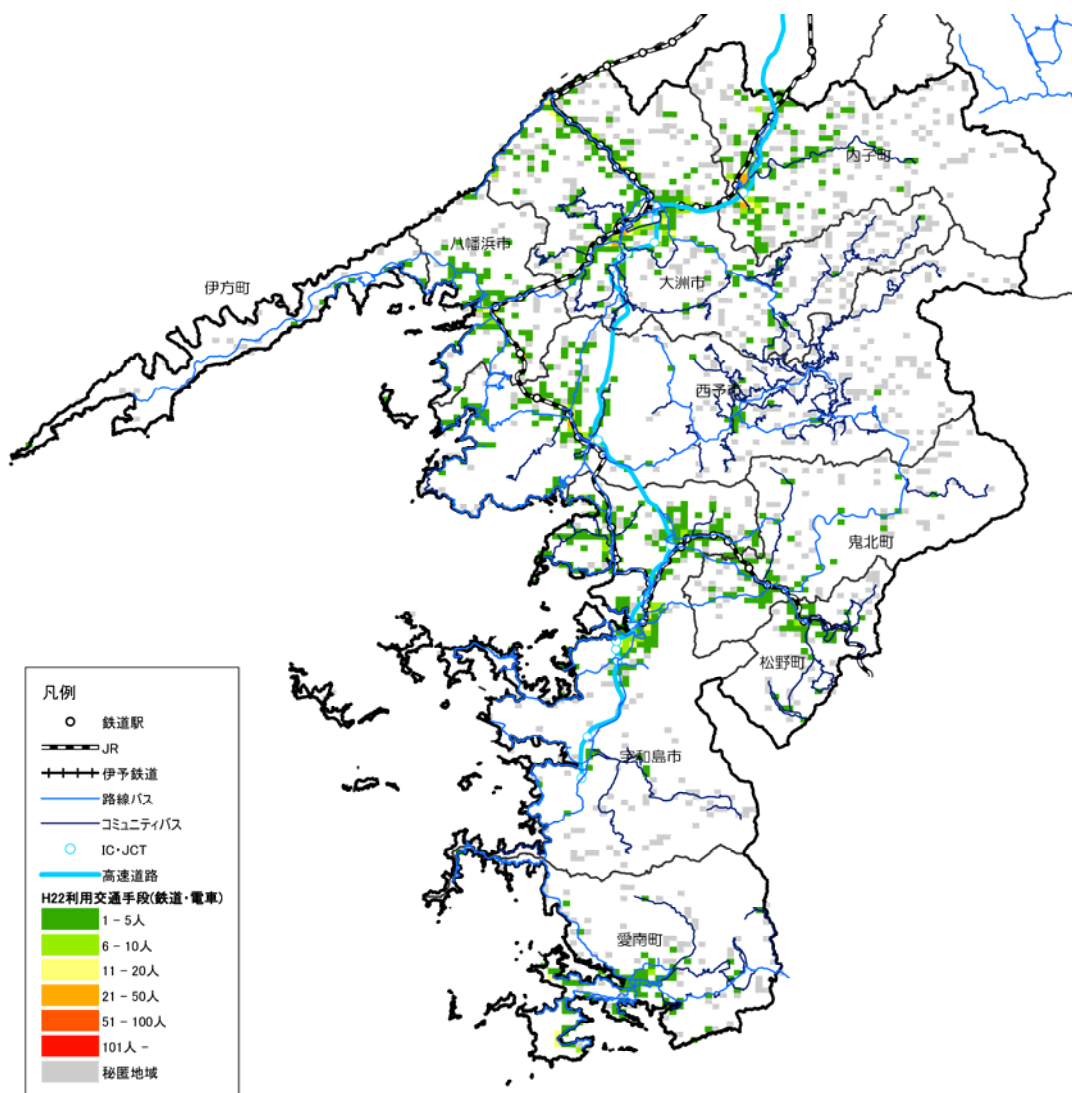 内子町
八幡浜市
伊方町
大洲市
西予市
鬼北町
松野町
宇和島市
愛南町
凡例
鉄道駅
JR
伊予鉄道
路線バス
コミュニティバス
IC・JCT
高速道路
H22利用交通手段(鉄道・電車)
1 - 5人
6 - 10人
11 - 20人
21 - 50人
51 - 100人
101人 -
秘匿地域